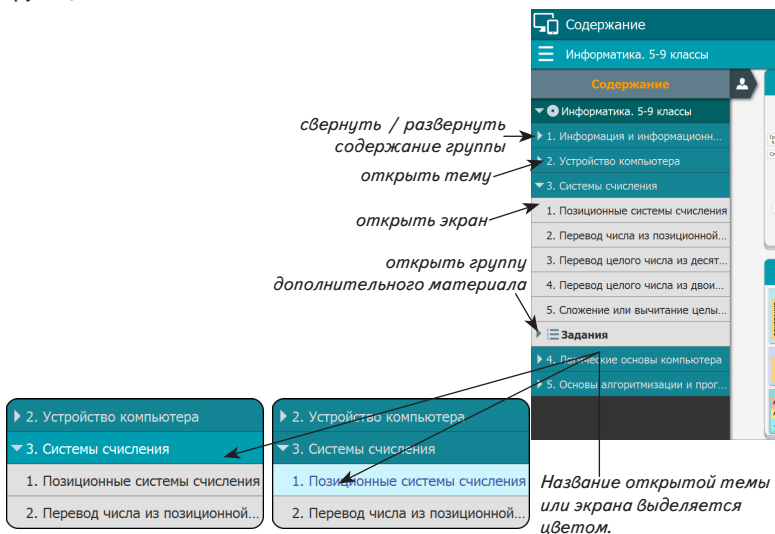 Содержание
Информатика. 5-9 классы
Содержание
Информатика. 5-9 классы
1. Информация и информационн...
2. Устройство компьютера
3. Системы счисления
1. Позиционные системы счисления
2. Перевод числа из позиционной...
3. Перевод целого числа из десят...
4. Перевод целого числа из двои...
5. Сложение или вычитание целы...
Задания
4. Логические основы компьютера
5. Основы алгоритмизации и прог...
свернуть / развернуть
содержание группы
открыть тему
открыть экран
открыть группу
дополнительного материала
2. Устройство компьютера
3. Системы счисления
1. Позиционные системы счисления
2. Перевод числа из позиционной...
2. Устройство компьютера
3. Системы счисления
1. Позиционные системы счисления
2. Перевод числа из позиционной...
Название открытой темы
или экрана выделяется
цветом.